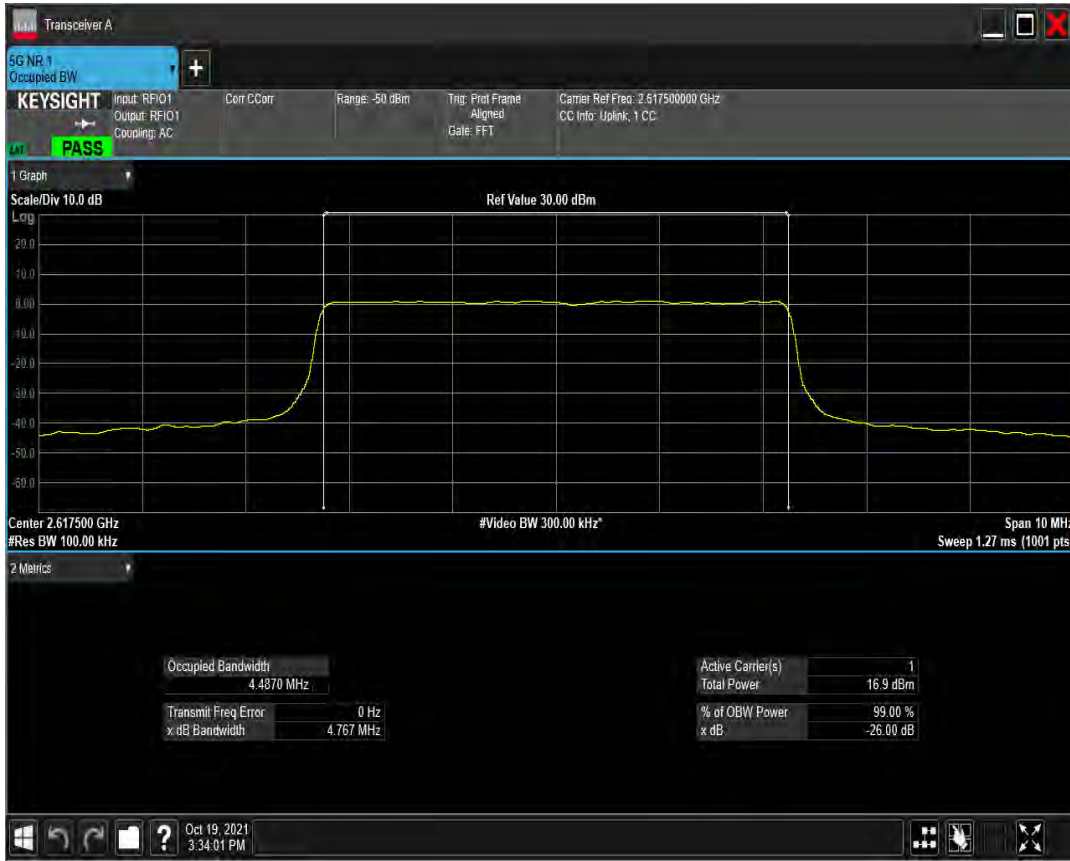 Transceiver A
5G NR 1
Occupied BW
+
KEYSIGHT
PASS
Input: RFIO1
Output: RFIO1
Coupling: AC
Corr CCorr
Range: -50 dBm
Trig: Prot Frame
Aligned
Gate: FFT
Carrier Ref Freq: 2.617500000 GHz
CC Info: Uplink, 1 CC
1 Graph
Scale/Div 10.0 dB
Ref Value 30.00 dBm
Log
20.0
10.0
0.00
-10.0
-20.0
-30.0
-40.0
-50.0
-60.0
Center 2.617500 GHz
#Video BW 300.00 kHz*
Span 10 MHz
#Res BW 100.00 kHz
Sweep 1.27 ms (1001 pts
2 Metrics
Occupied Bandwidth
4.4870 MHz
Transmit Freq Error 0 Hz
x dB Bandwidth 4.767 MHz
Active Carrier(s) 1
Total Power 16.9 dBm
% of OBW Power 99.00 %
x dB -26.00 dB
?
Oct 19, 2021
3:34:01 PM